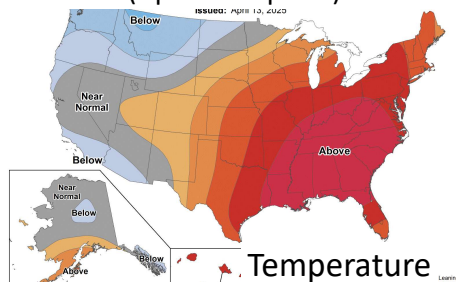 Issued: April 13, 2025
Below
Near
Normal
Below
Above
Near
Normal
Below
Below
Above
Temperature